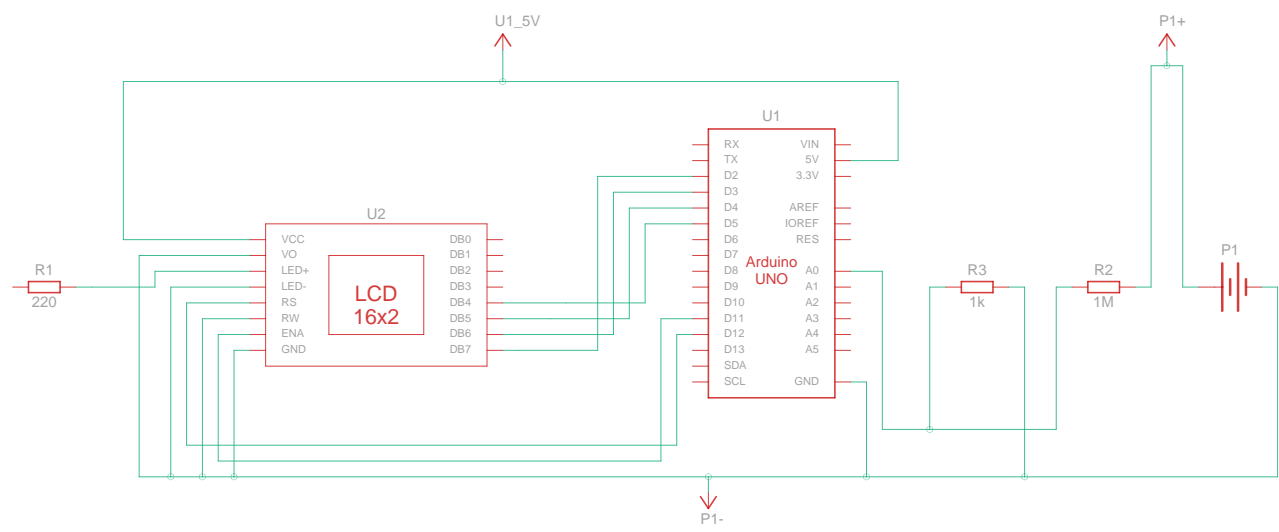 U1_5V
P1+
U1
RX
VIN
TX
5V
D2
3.3V
D3
D4
AREF
D5
IOREF
D6
RES
D7
D8
A0
D9
A1
D10
A2
D11
A3
D12
A4
D13
A5
SDA
SCL
GND
Arduino
UNO
U2
VCC
DB0
VO
DB1
LED+
DB2
LED-
DB3
RS
DB4
RW
DB5
ENA
DB6
GND
DB7
LCD
16x2
R1
220
R3
1k
R2
1M
P1
P1-